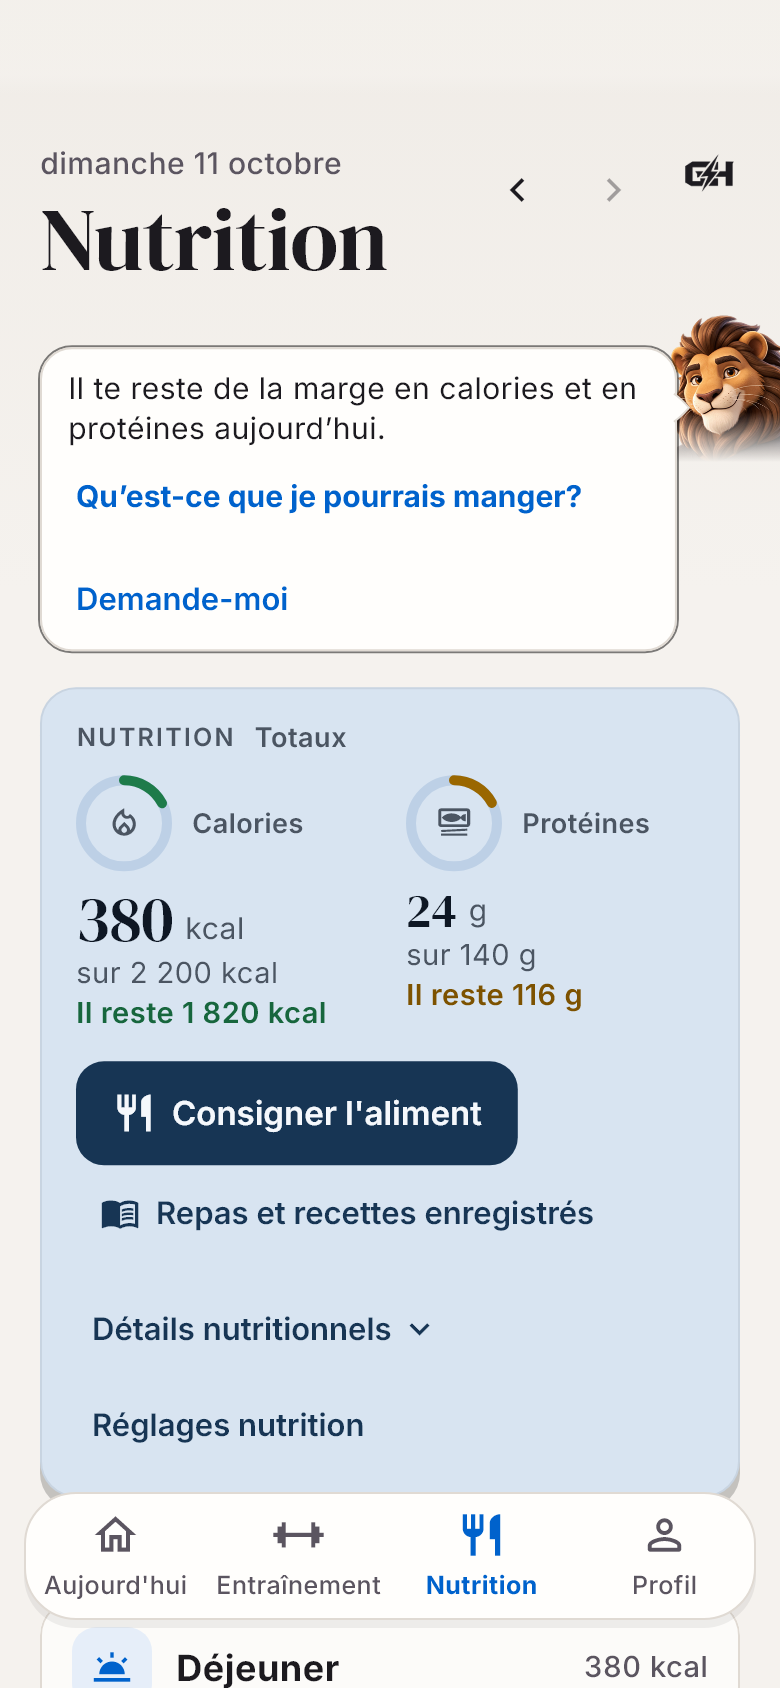 dimanche 11 octobre
GH
Nutrition
Il te reste de la marge en calories et en
protéines aujourd’hui.
Qu’est-ce que je pourrais manger?
Demande-moi
NUTRITION Totaux
Calories
Protéines
380 kcal
sur 2 200 kcal
Il reste 1 820 kcal
24 g
sur 140 g
Il reste 116 g
Consigner l'aliment
Repas et recettes enregistrés
Détails nutritionnels
Réglages nutrition
Aujourd'hui
Entraînement
Nutrition
Profil
Déjeuner
380 kcal